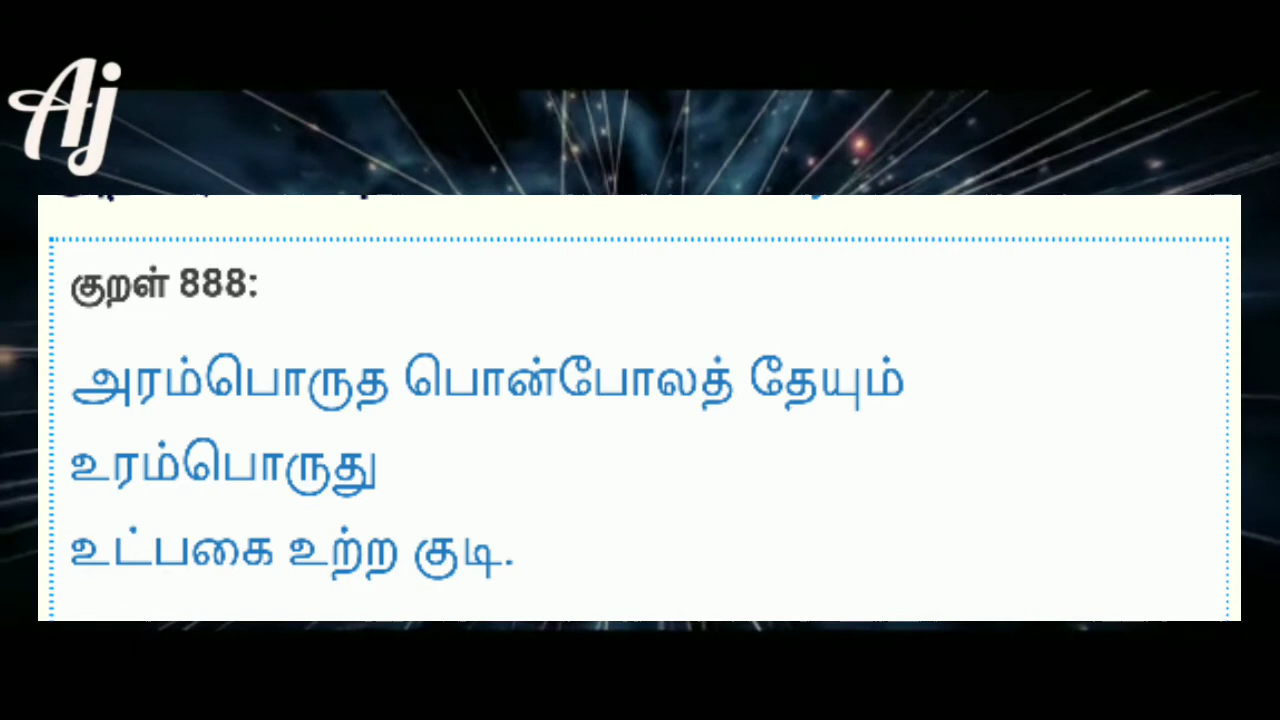 Aj
குறள் 888:
அரம்பொருத பொன்போலத் தேயும்
உரம்பொருது
உட்பகை உற்ற குடி.